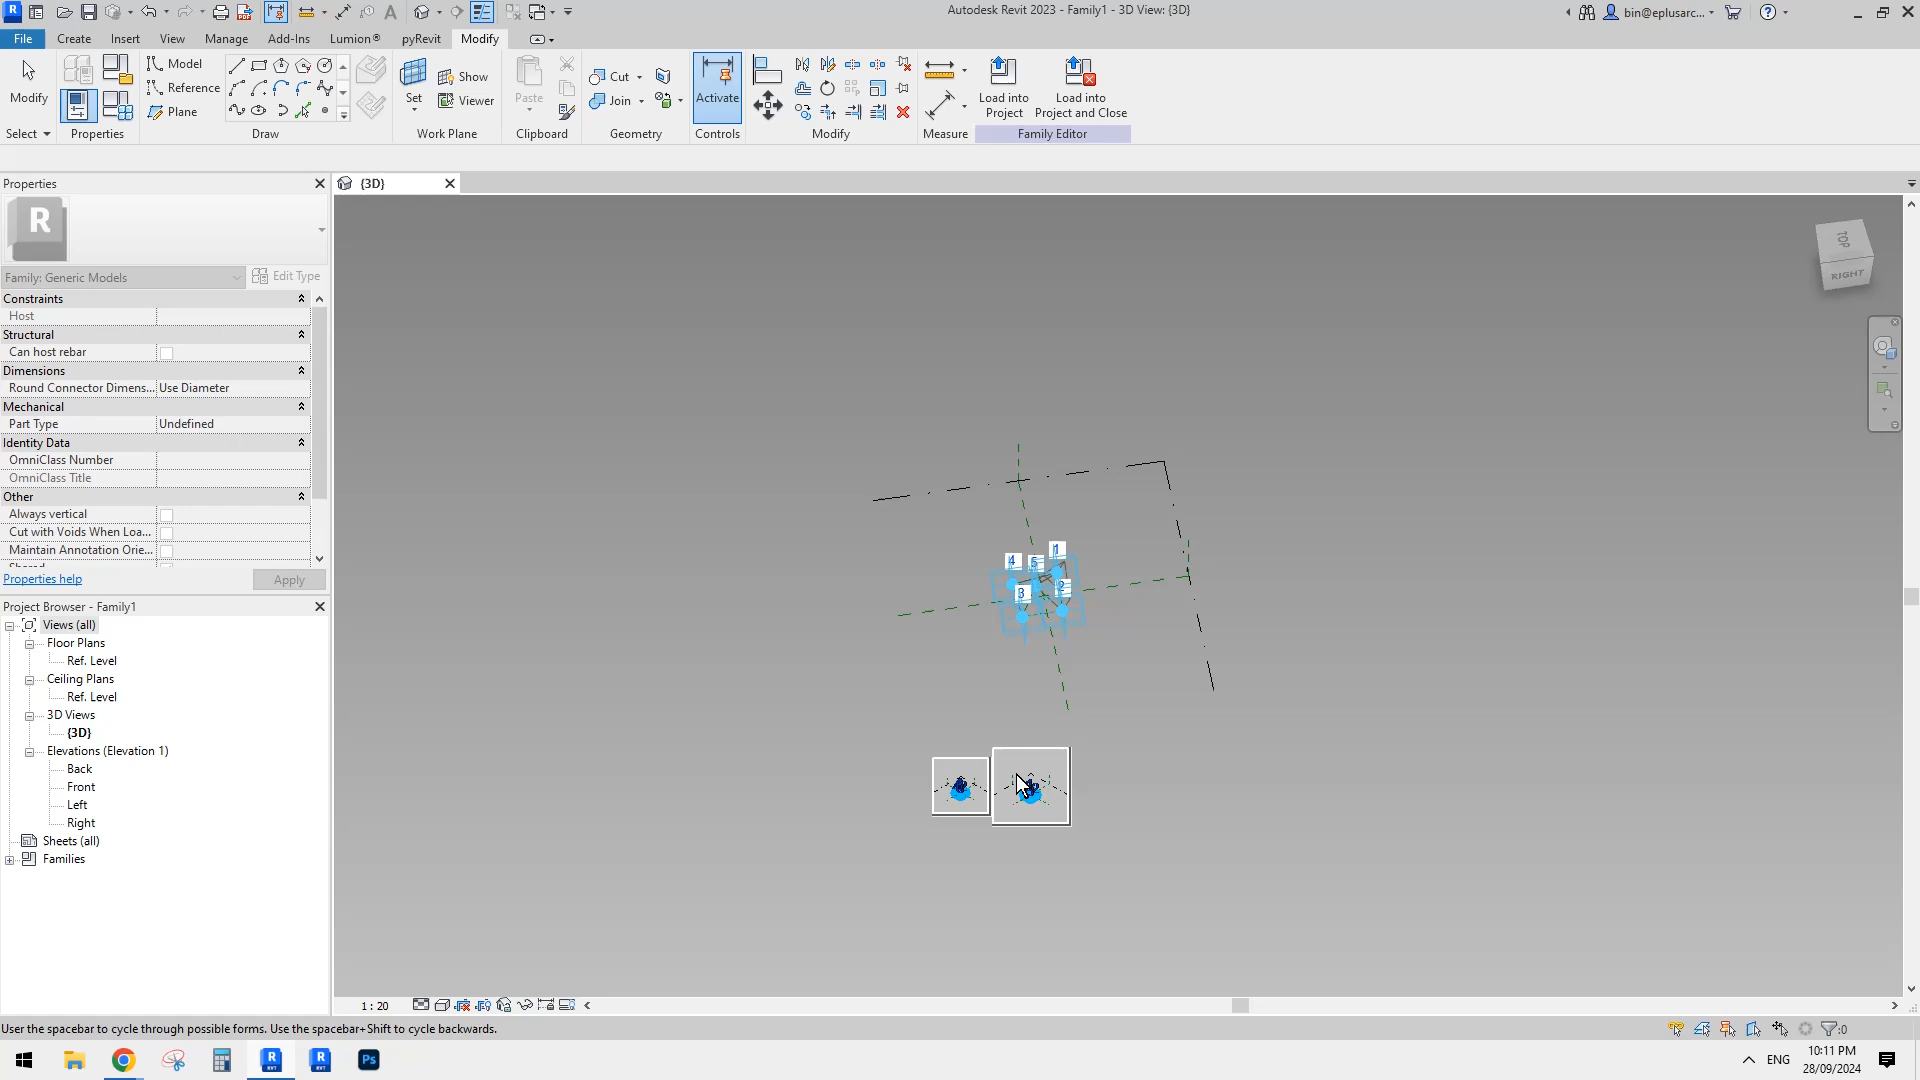 Autodesk Revit 2023 - Family1 - 3D View: {3D}
bin@eplusarc...
File Create Insert View Manage Add-Ins Lumion® pyRevit Modify
Modify
Select
Properties
Model
Reference
Plane
Draw
Set
Show
Viewer
Work Plane
Paste
Clipboard
Cut
Join
Geometry
Activate
Controls
Modify
Measure
Load into
Project
Load into
Project and Close
Family Editor
Properties
{3D}
R
Family: Generic Models
Edit Type
Constraints
Host
Structural
Can host rebar
Dimensions
Round Connector Dimens... Use Diameter
Mechanical
Part Type Undefined
Identity Data
OmniClass Number
OmniClass Title
Other
Always vertical
Cut with Voids When Loa...
Maintain Annotation Orie...
Properties help
Apply
Project Browser - Family1
Views (all)
Floor Plans
Ref. Level
Ceiling Plans
Ref. Level
3D Views
{3D}
Elevations (Elevation 1)
Back
Front
Left
Right
Sheets (all)
Families
TOP
RIGHT
1
4
5
2
3
1 : 20
User the spacebar to cycle through possible forms. Use the spacebar+Shift to cycle backwards.
:0
R
RVT
R
RVT
Ps
ENG
10:11 PM
28/09/2024